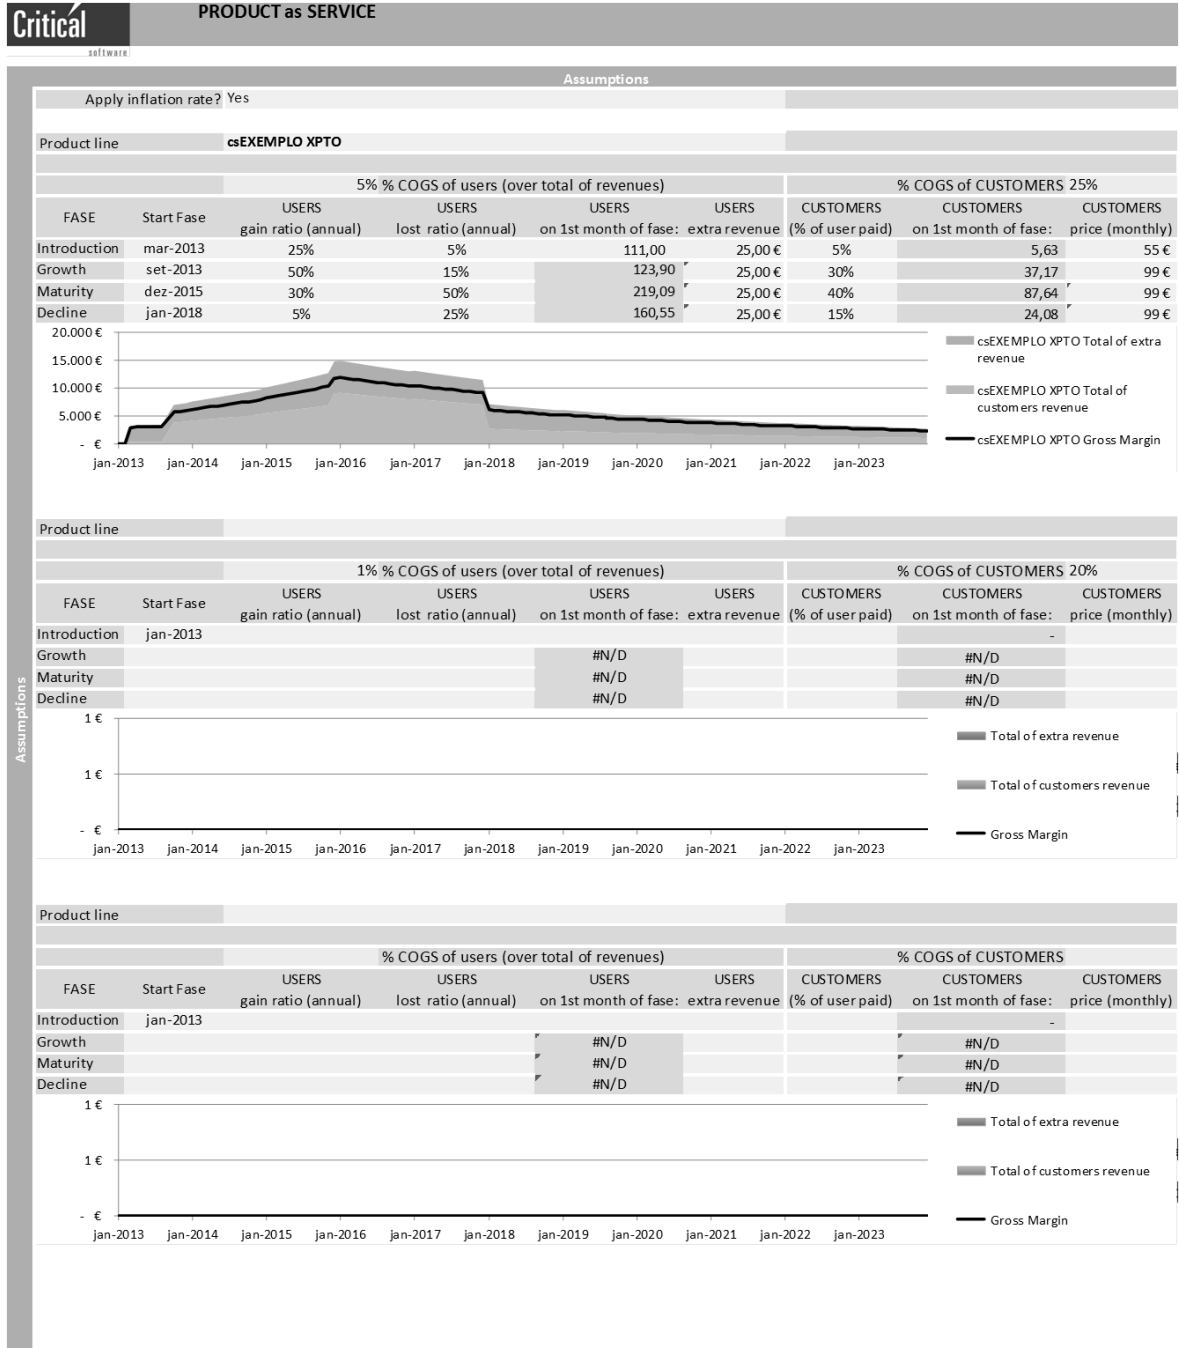 Critical
software
PRODUCT as SERVICE
Assumptions
Assumptions
Apply inflation rate? Yes
Product line csEXEMPLO XPTO
5% % COGS of users (over total of revenues) % COGS of CUSTOMERS 25%
FASE Start Fase USERS gain ratio (annual) USERS lost ratio (annual) USERS on 1st month of fase: USERS extra revenue CUSTOMERS (% of user paid) CUSTOMERS on 1st month of fase: CUSTOMERS price (monthly)
Introduction mar-2013 25% 5% 111,00 25,00 € 5% 5,63 55 €
Growth set-2013 50% 15% 123,90 25,00 € 30% 37,17 99 €
Maturity dez-2015 30% 50% 219,09 25,00 € 40% 87,64 99 €
Decline jan-2018 5% 25% 160,55 25,00 € 15% 24,08 99 €
20.000 €
15.000 €
10.000 €
5.000 €
- €
jan-2013 jan-2014 jan-2015 jan-2016 jan-2017 jan-2018 jan-2019 jan-2020 jan-2021 jan-2022 jan-2023
csEXEMPLO XPTO Total of extra
revenue
csEXEMPLO XPTO Total of
customers revenue
csEXEMPLO XPTO Gross Margin
Product line
1% % COGS of users (over total of revenues) % COGS of CUSTOMERS 20%
FASE Start Fase USERS gain ratio (annual) USERS lost ratio (annual) USERS on 1st month of fase: USERS extra revenue CUSTOMERS (% of user paid) CUSTOMERS on 1st month of fase: CUSTOMERS price (monthly)
Introduction jan-2013 -
Growth #N/D #N/D
Maturity #N/D #N/D
Decline #N/D #N/D
1 €
1 €
- €
jan-2013 jan-2014 jan-2015 jan-2016 jan-2017 jan-2018 jan-2019 jan-2020 jan-2021 jan-2022 jan-2023
Total of extra revenue
Total of customers revenue
Gross Margin
Product line
% COGS of users (over total of revenues) % COGS of CUSTOMERS
FASE Start Fase USERS gain ratio (annual) USERS lost ratio (annual) USERS on 1st month of fase: USERS extra revenue CUSTOMERS (% of user paid) CUSTOMERS on 1st month of fase: CUSTOMERS price (monthly)
Introduction jan-2013 -
Growth #N/D #N/D
Maturity #N/D #N/D
Decline #N/D #N/D
1 €
1 €
- €
jan-2013 jan-2014 jan-2015 jan-2016 jan-2017 jan-2018 jan-2019 jan-2020 jan-2021 jan-2022 jan-2023
Total of extra revenue
Total of customers revenue
Gross Margin